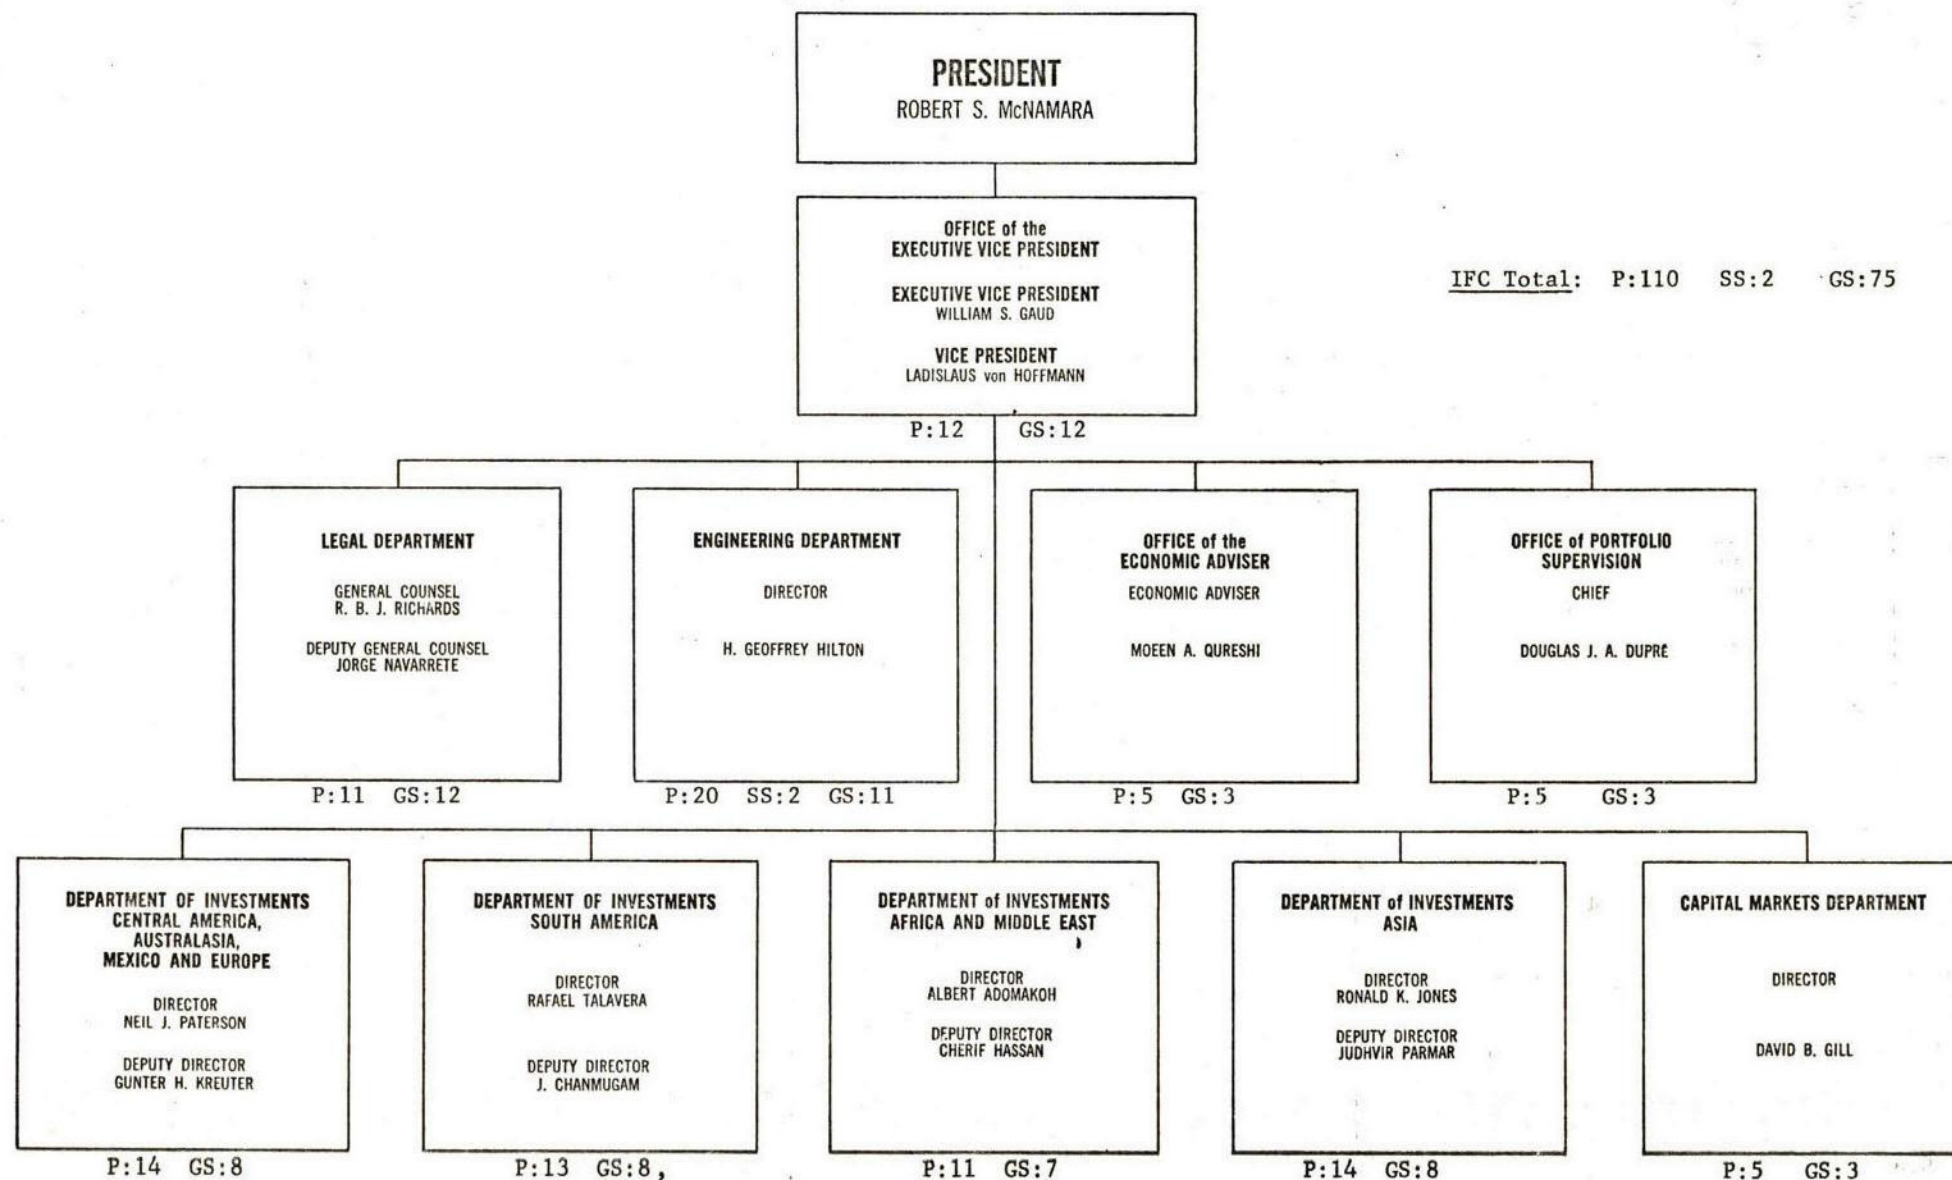 PRESIDENT
ROBERT S. McNAMARA
OFFICE of the
EXECUTIVE VICE PRESIDENT
EXECUTIVE VICE PRESIDENT
WILLIAM S. GAUD
VICE PRESIDENT
LADISLAUS von HOFFMANN
IFC Total: P:110 SS:2 GS:75
P:12 GS:12
LEGAL DEPARTMENT
GENERAL COUNSEL
R. B. J. RICHARDS
DEPUTY GENERAL COUNSEL
JORGE NAVARRETE
P:11 GS:12
ENGINEERING DEPARTMENT
DIRECTOR
H. GEOFFREY HILTON
P:20 SS:2 GS:11
OFFICE of the
ECONOMIC ADVISER
ECONOMIC ADVISER
MOEEN A. QURESHI
P:5 GS:3
OFFICE of PORTFOLIO
SUPERVISION
CHIEF
DOUGLAS J. A. DUPRÉ
P:5 GS:3
DEPARTMENT OF INVESTMENTS
CENTRAL AMERICA,
AUSTRALASIA,
MEXICO AND EUROPE
DIRECTOR
NEIL J. PATERSON
DEPUTY DIRECTOR
GUNTER H. KREUTER
P:14 GS:8
DEPARTMENT OF INVESTMENTS
SOUTH AMERICA
DIRECTOR
RAFAEL TALAVERA
DEPUTY DIRECTOR
J. CHANMUGAM
P:13 GS:8,
DEPARTMENT of INVESTMENTS
AFRICA AND MIDDLE EAST
DIRECTOR
ALBERT ADOMAKOH
DEPUTY DIRECTOR
CHERIF HASSAN
P:11 GS:7
DEPARTMENT of INVESTMENTS
ASIA
DIRECTOR
RONALD K. JONES
DEPUTY DIRECTOR
JUDHVIR PARMAR
P:14 GS:8
CAPITAL MARKETS DEPARTMENT
DIRECTOR
DAVID B. GILL
P:5 GS:3